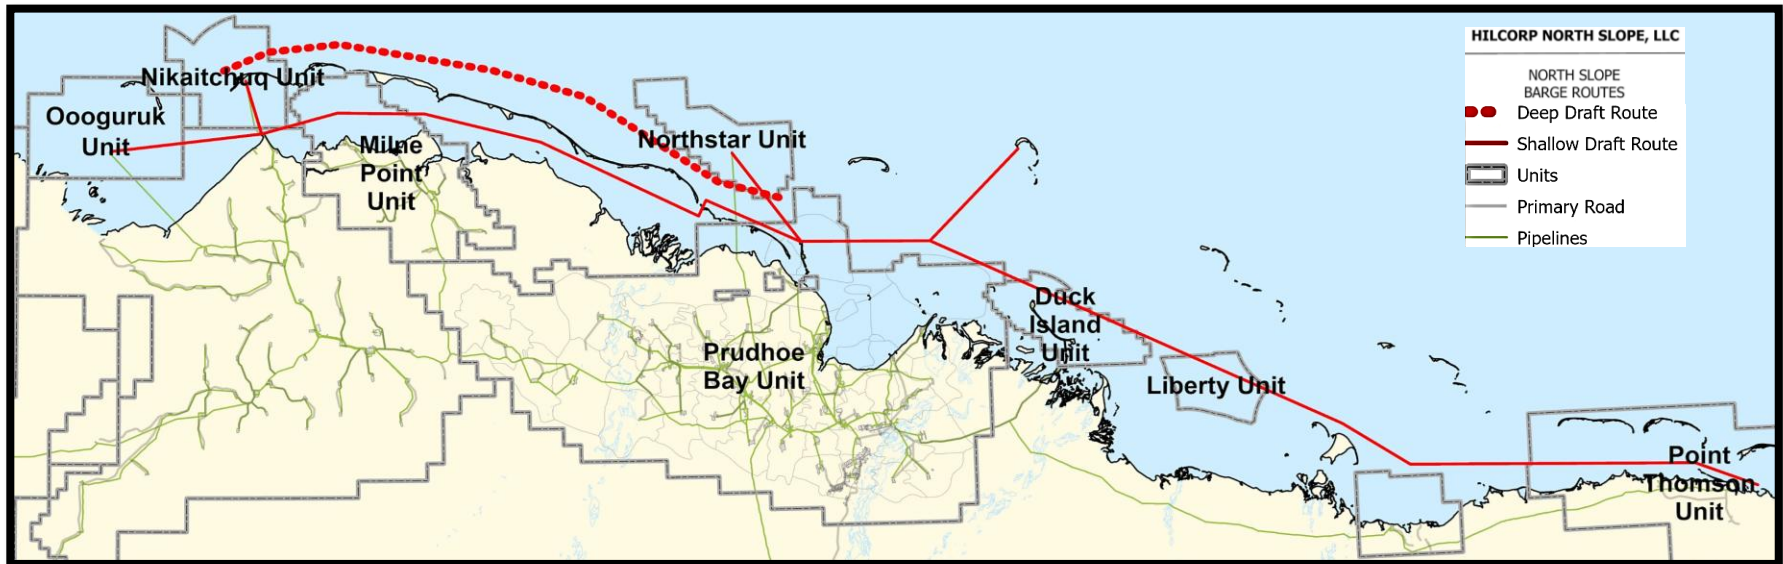 HILCORP NORTH SLOPE, LLC
NORTH SLOPE
BARGE ROUTES
Deep Draft Route
Shallow Draft Route
Units
Primary Road
Pipelines
Nikaitchuq Unit
Oooguruk
Unit
Milne
Point
Unit
Northstar Unit
Prudhoe
Bay Unit
Duck
Island
Unit
Liberty Unit
Point
Thomson
Unit